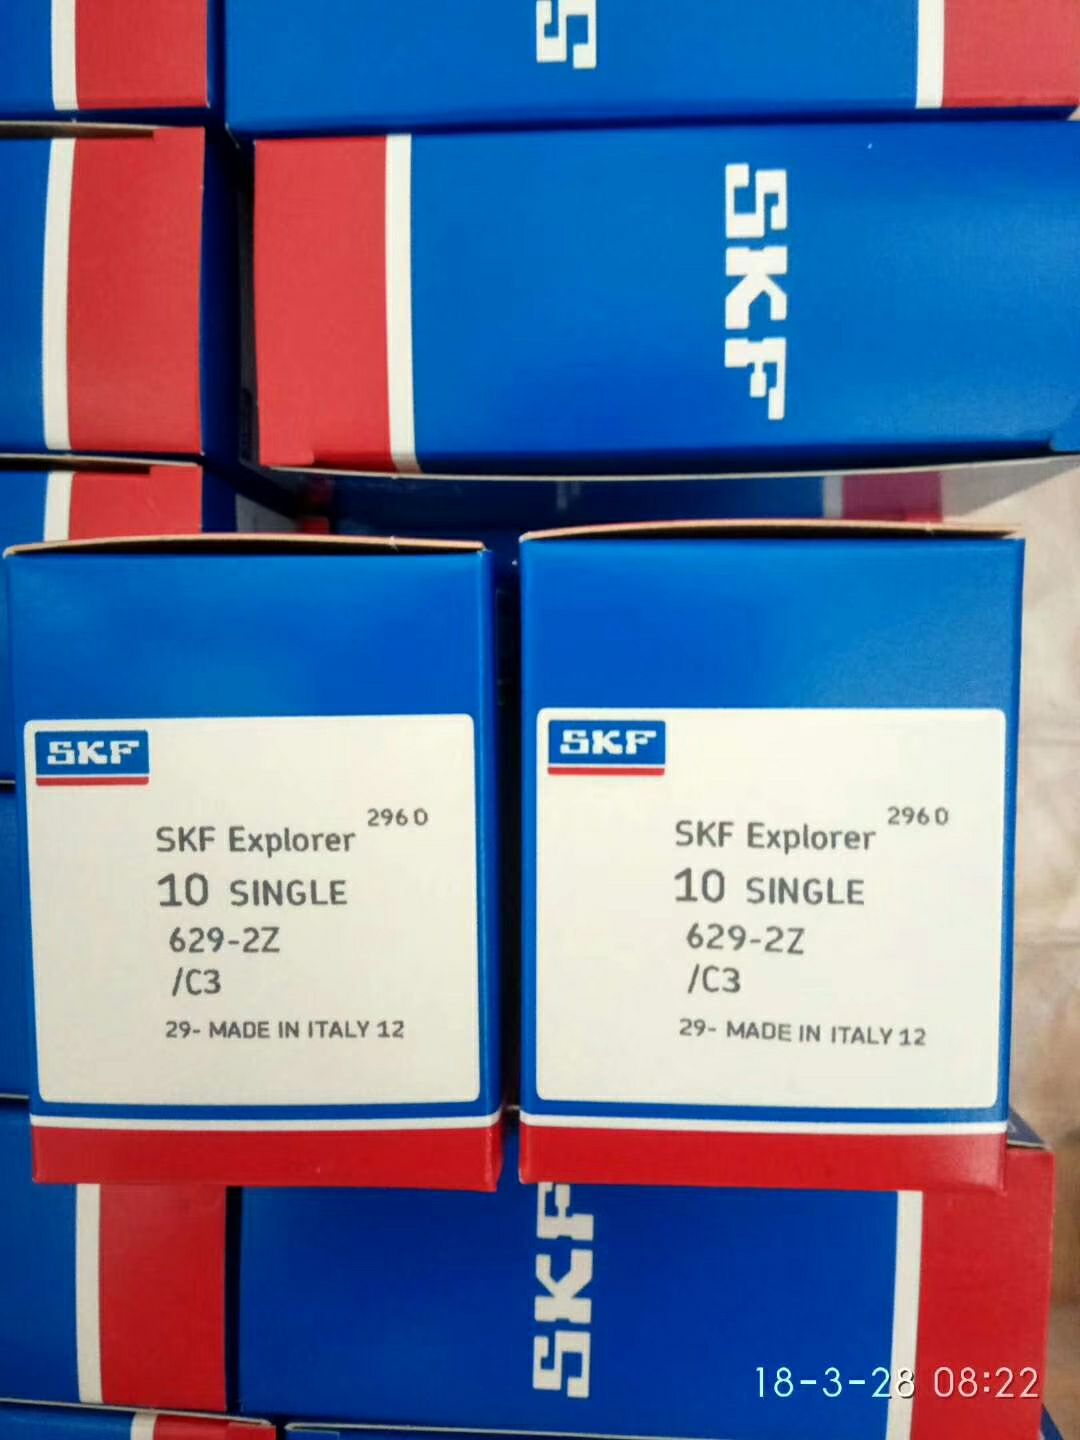 S
SKF
SKF
SKF Explorer 2960
10 SINGLE
629-2Z
/C3
29- MADE IN ITALY 12
SKF
SKF Explorer 2960
10 SINGLE
629-2Z
/C3
29- MADE IN ITALY 12
SKF
18-3-28 08:22